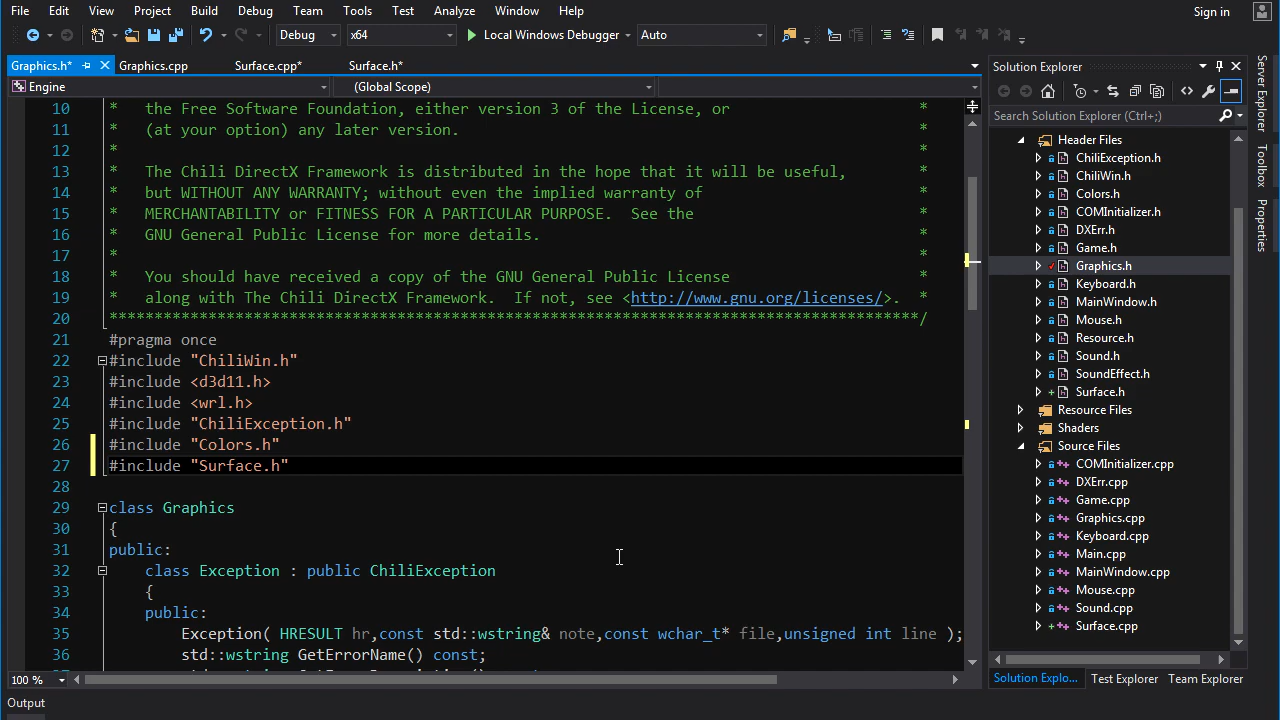 File Edit View Project Build Debug Team Tools Test Analyze Window Help Sign in
Debug x64 Local Windows Debugger Auto
Graphics.h* Graphics.cpp Surface.cpp* Surface.h*
Engine (Global Scope)
10 * the Free Software Foundation, either version 3 of the License, or *
11 * (at your option) any later version. *
12 * *
13 * The Chili DirectX Framework is distributed in the hope that it will be useful, *
14 * but WITHOUT ANY WARRANTY; without even the implied warranty of *
15 * MERCHANTABILITY or FITNESS FOR A PARTICULAR PURPOSE. See the *
16 * GNU General Public License for more details. *
17 * *
18 * You should have received a copy of the GNU General Public License *
19 * along with The Chili DirectX Framework. If not, see <http://www.gnu.org/licenses/>. *
20 ******************************************************************************************/
21 #pragma once
22 #include "ChiliWin.h"
23 #include <d3d11.h>
24 #include <wrl.h>
25 #include "ChiliException.h"
26 #include "Colors.h"
27 #include "Surface.h"
28
29 class Graphics
30 {
31 public:
32 class Exception : public ChiliException
33 {
34 public:
35 Exception( HRESULT hr,const std::wstring& note,const wchar_t* file,unsigned int line );
36 std::wstring GetErrorName() const;
100 %
Output
Solution Explorer
Search Solution Explorer (Ctrl+;)
Header Files
ChiliException.h
ChiliWin.h
Colors.h
COMInitializer.h
DXErr.h
Game.h
Graphics.h
Keyboard.h
MainWindow.h
Mouse.h
Resource.h
Sound.h
SoundEffect.h
Surface.h
Resource Files
Shaders
Source Files
COMInitializer.cpp
DXErr.cpp
Game.cpp
Graphics.cpp
Keyboard.cpp
Main.cpp
MainWindow.cpp
Mouse.cpp
Sound.cpp
Surface.cpp
Solution Explo... Test Explorer Team Explorer
Server Explorer
Toolbox
Properties